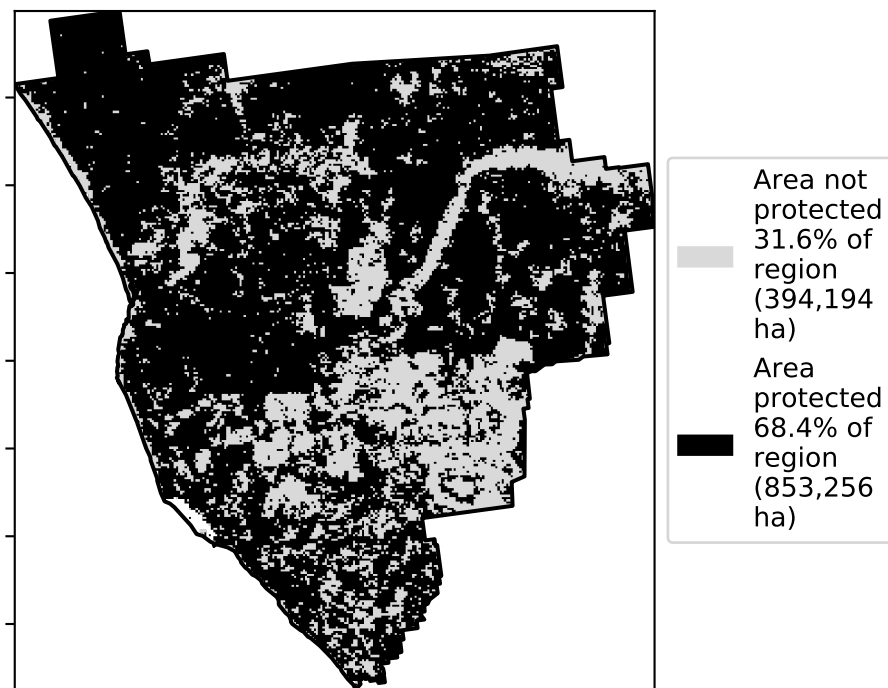 Area not
protected
31.6% of
region
(394,194
ha)
Area
protected
68.4% of
region
(853,256
ha)